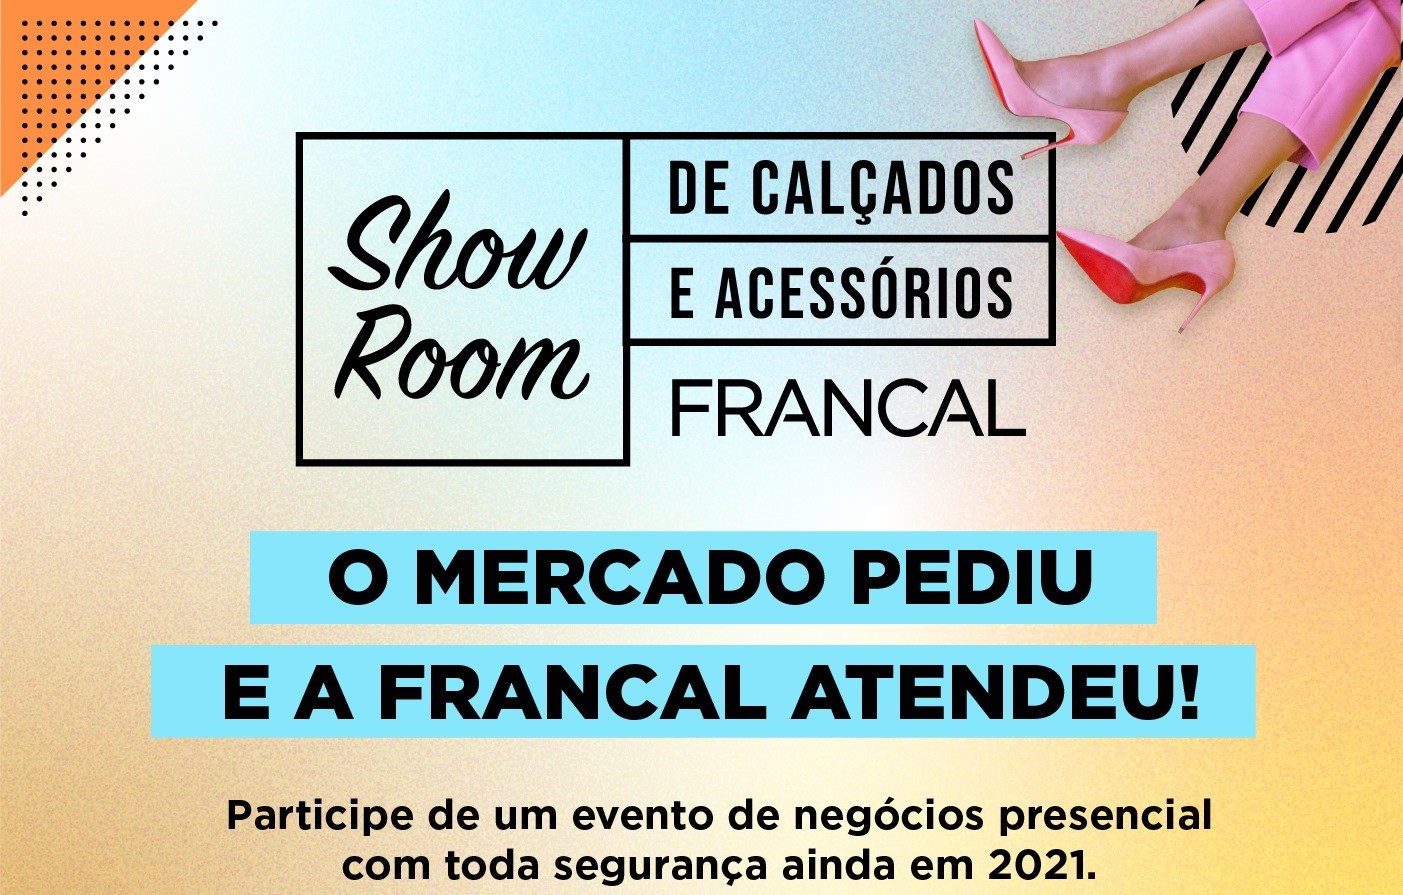 Show
Room
DE CALÇADOS
E ACESSÓRIOS
FRANCAL
O MERCADO PEDIU
E A FRANCAL ATENDEU!
Participe de um evento de negócios presencial
com toda segurança ainda em 2021.